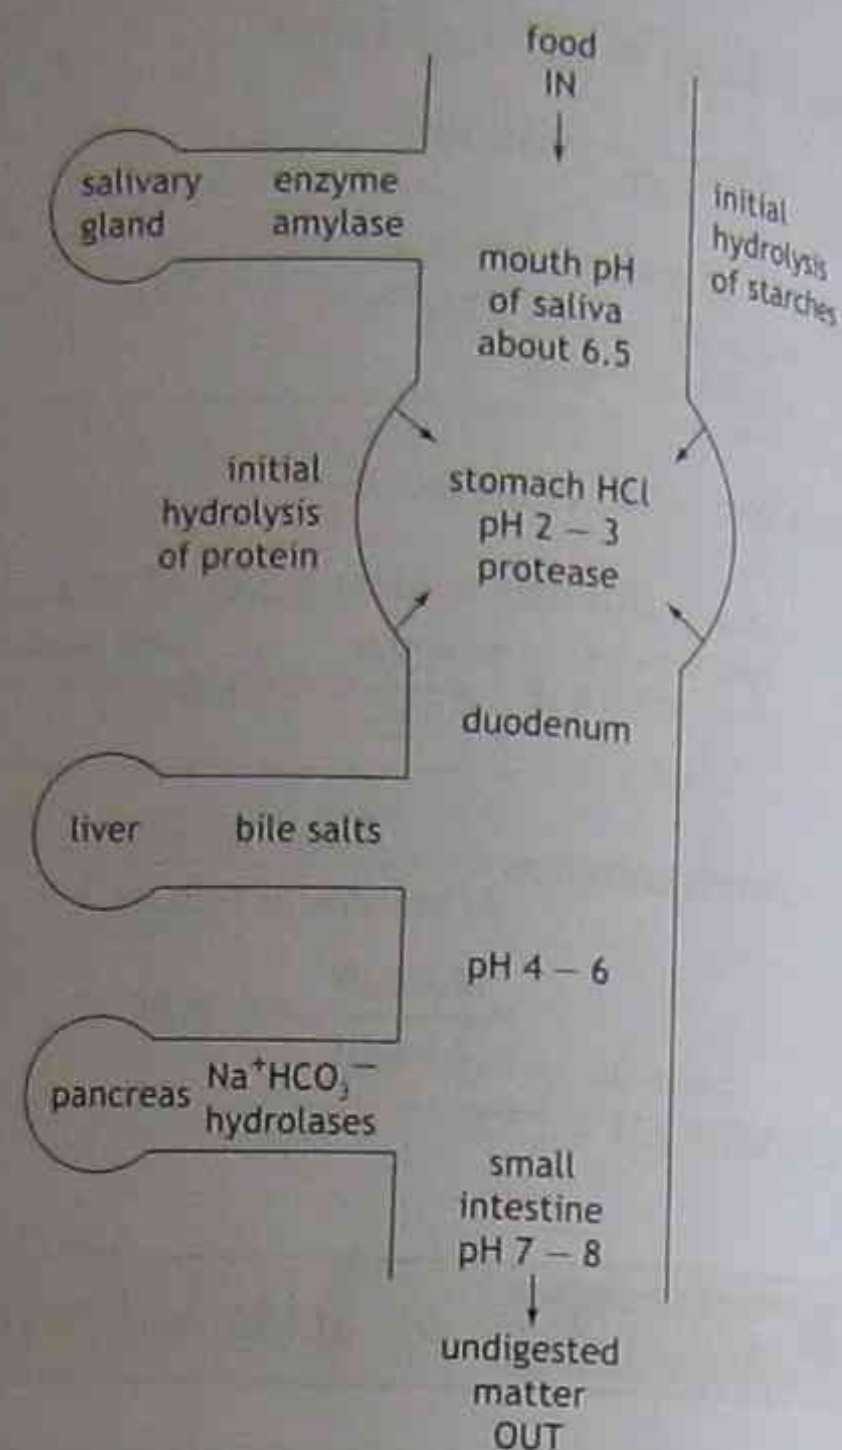 food
IN
salivary
gland
enzyme
amylase
initial
hydrolysis
of starches
mouth pH
of saliva
about 6.5
initial
hydrolysis
of protein
stomach HCl
pH 2 – 3
protease
duodenum
liver
bile salts
pH 4 – 6
pancreas
Na⁺HCO₃⁻
hydrolases
small
intestine
pH 7 – 8
undigested
matter
OUT